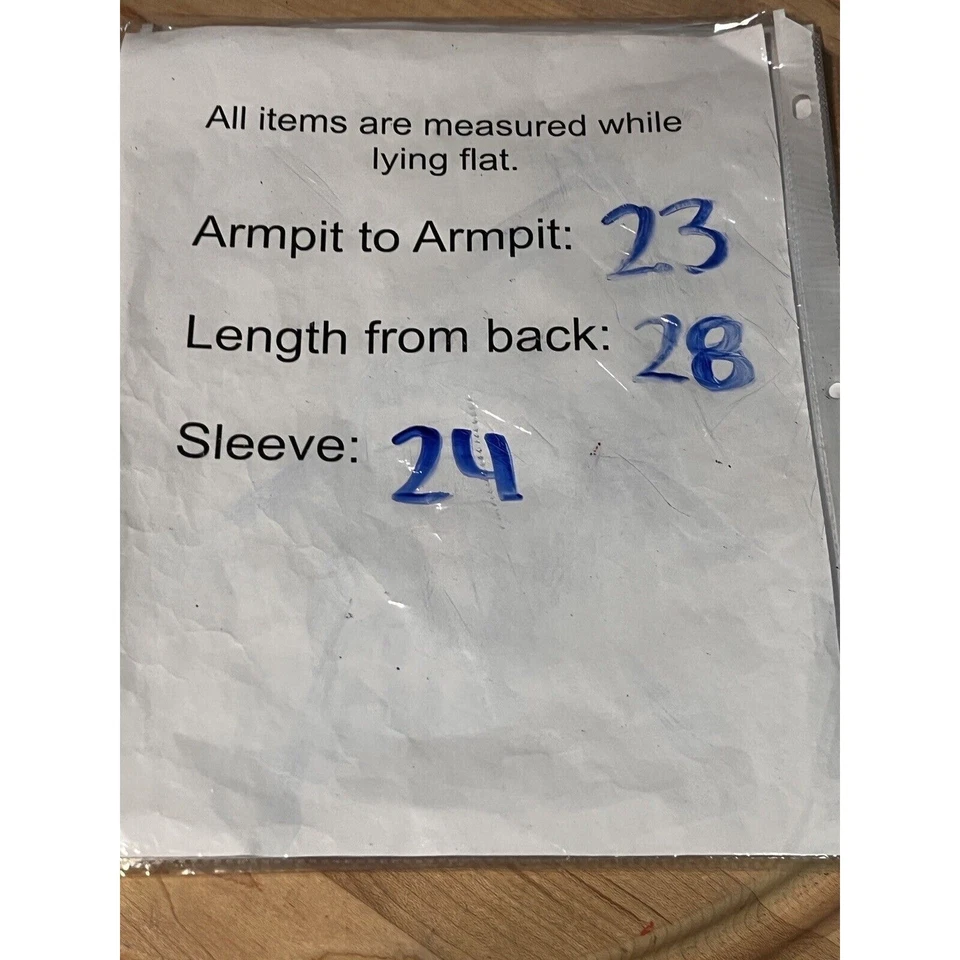 All items are measured while
lying flat.
Armpit to Armpit: 23
Length from back: 28
Sleeve: 24